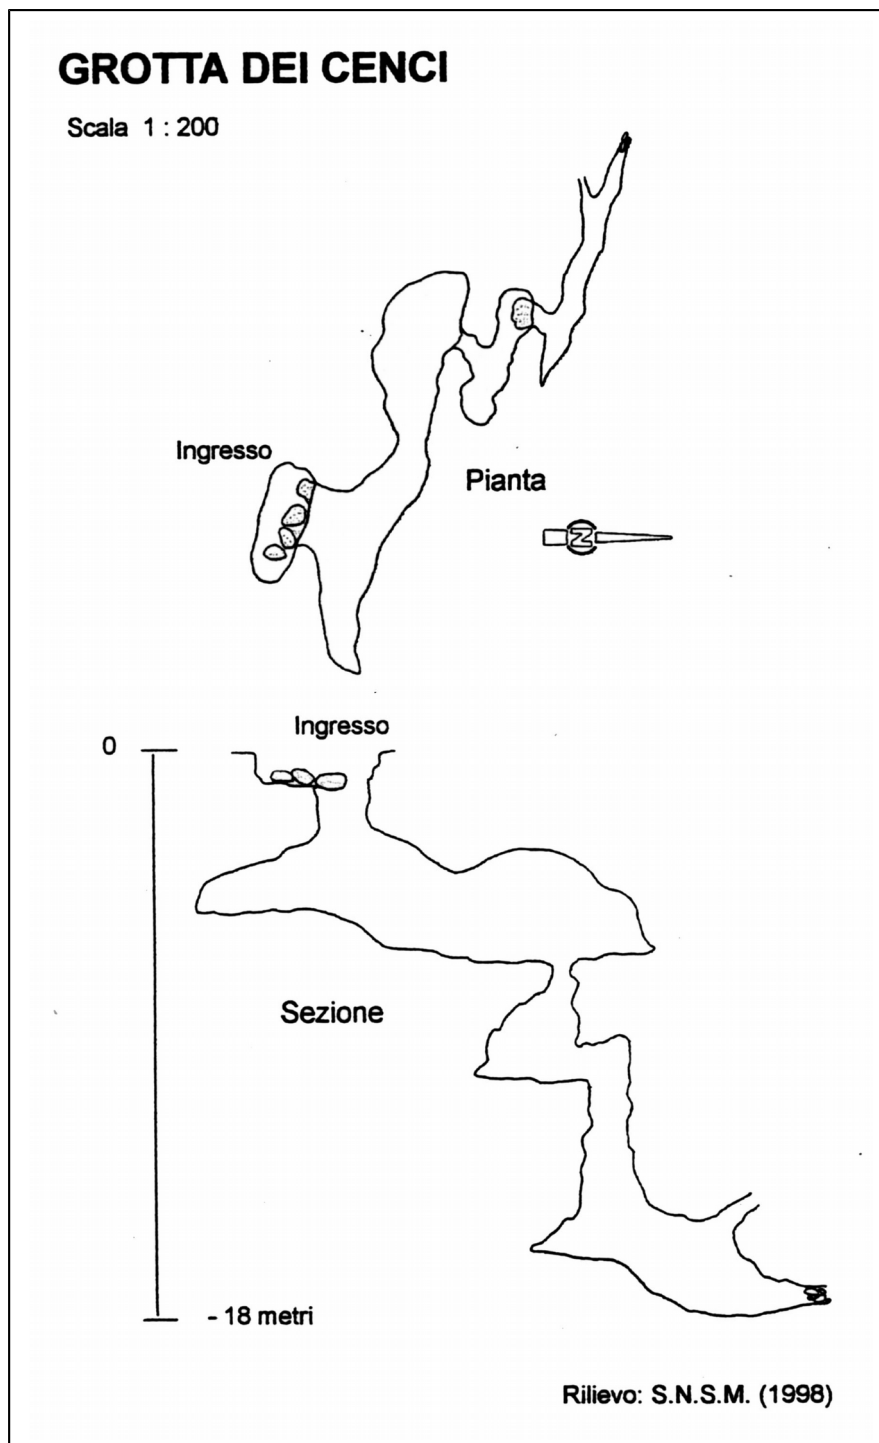 GROTTA DEI CENCI
Scala 1 : 200
Ingresso
Pianta
N
Ingresso
0
Sezione
- 18 metri
Rilievo: S.N.S.M. (1998)